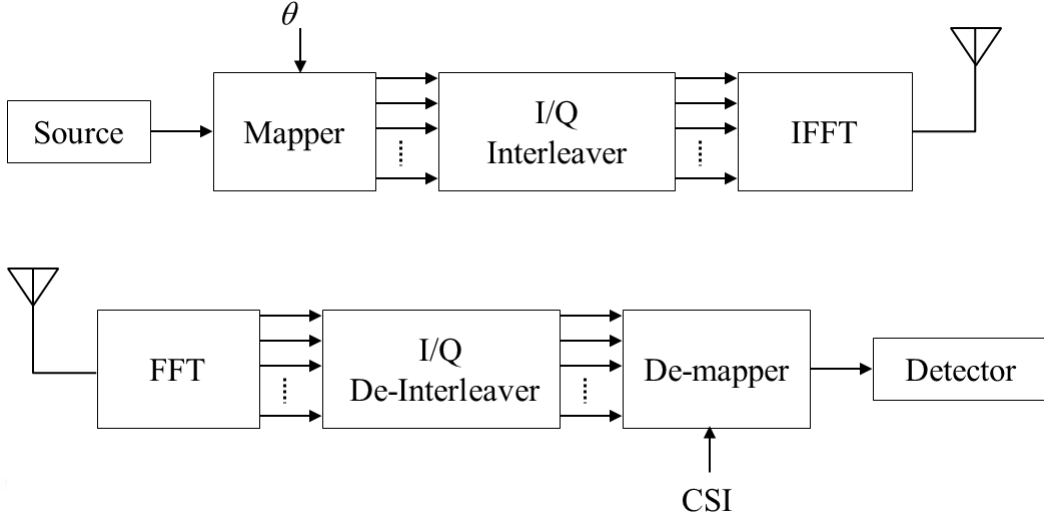 θ
Source
Mapper
I/Q
Interleaver
IFFT
FFT
I/Q
De-Interleaver
De-mapper
Detector
CSI